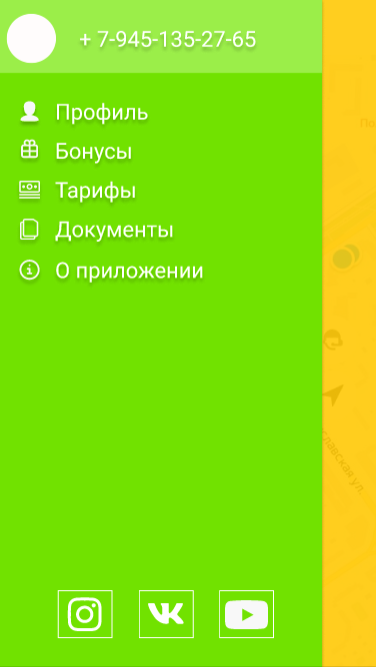 + 7-945-135-27-65
Профиль
Бонусы
Тарифы
Документы
О приложении